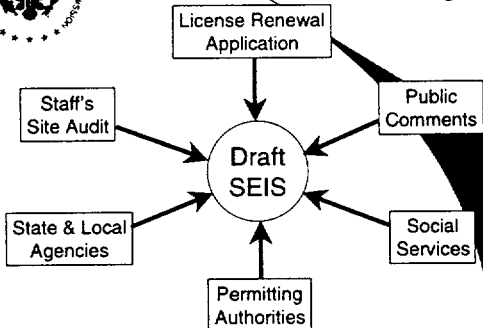 License Renewal
Application
Staff's
Site Audit
Public
Comments
Draft
SEIS
State & Local
Agencies
Social
Services
Permitting
Authorities